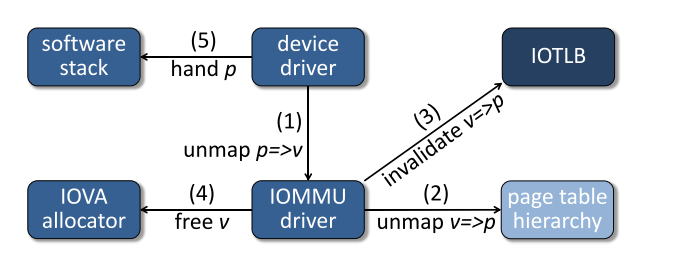 software
stack
(5)
hand p
device
driver
IOTLB
(1)
unmap p=>v
(3)
invalidate v=>p
IOVA
allocator
(4)
free v
IOMMU
driver
(2)
unmap v=>p
page table
hierarchy